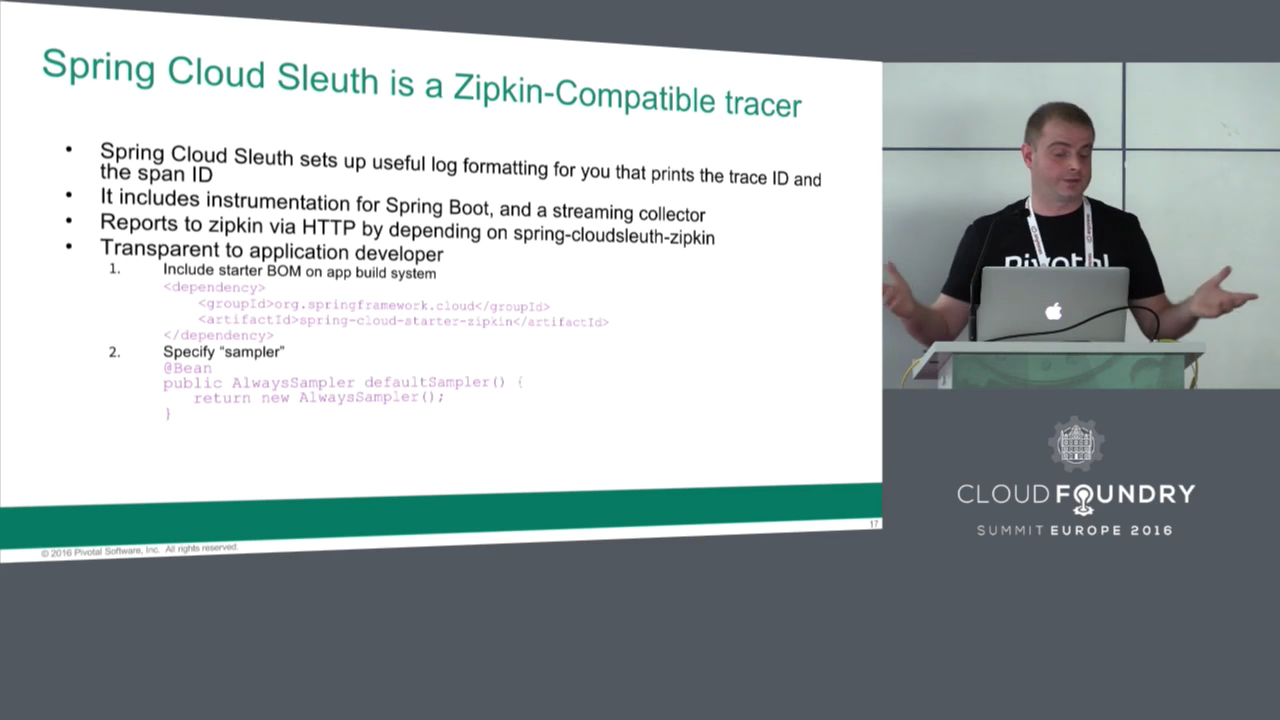 Spring Cloud Sleuth is a Zipkin-Compatible tracer
• Spring Cloud Sleuth sets up useful log formatting for you that prints the trace ID and
the span ID
• It includes instrumentation for Spring Boot, and a streaming collector
• Reports to zipkin via HTTP by depending on spring-cloudsleuth-zipkin
• Transparent to application developer
1. Include starter BOM on app build system
<dependency>
<groupId>org.springframework.cloud</groupId>
<artifactId>spring-cloud-starter-zipkin</artifactId>
</dependency>
2. Specify “sampler”
@Bean
public AlwaysSampler defaultSampler() {
return new AlwaysSampler();
}
17
© 2016 Pivotal Software, Inc. All rights reserved.
Pivotal
CLOUD FOUNDRY
SUMMIT EUROPE 2016